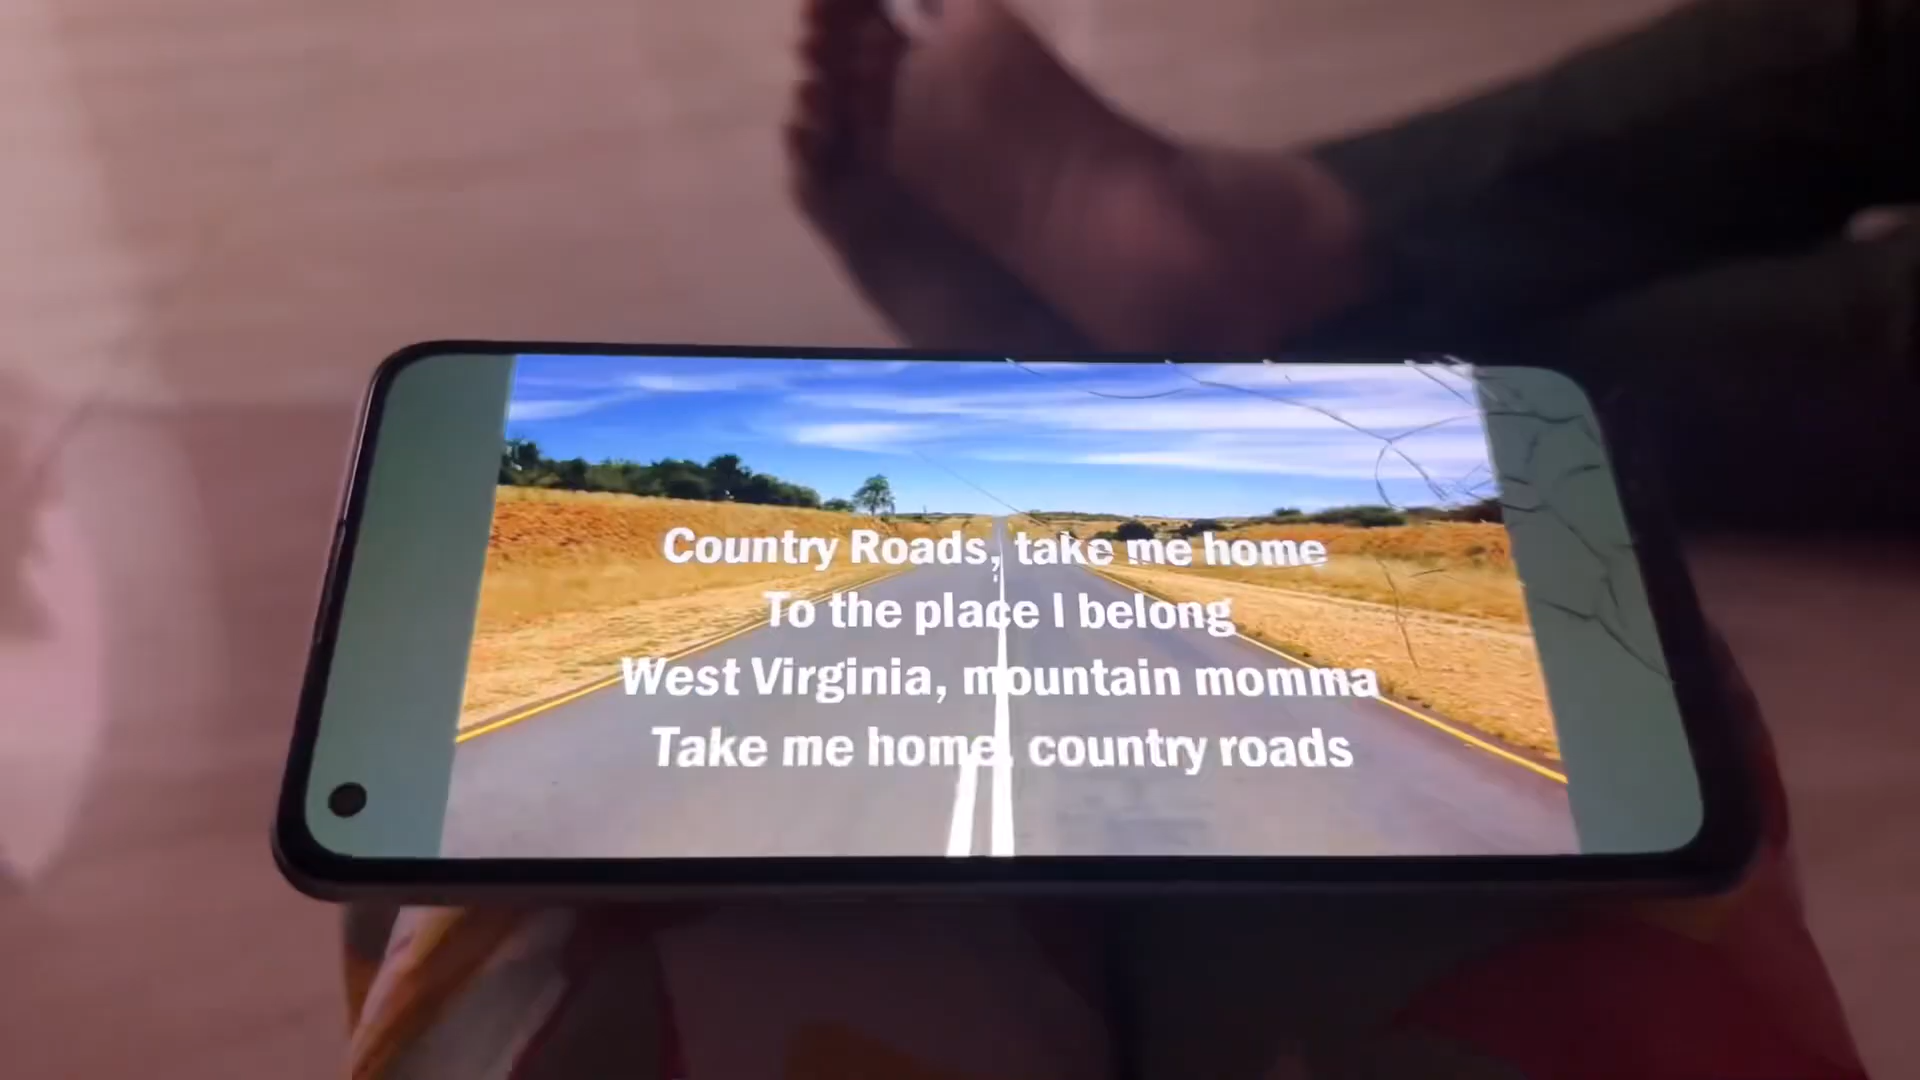 Country Roads, take me home
To the place I belong
West Virginia, mountain momma
Take me home, country roads